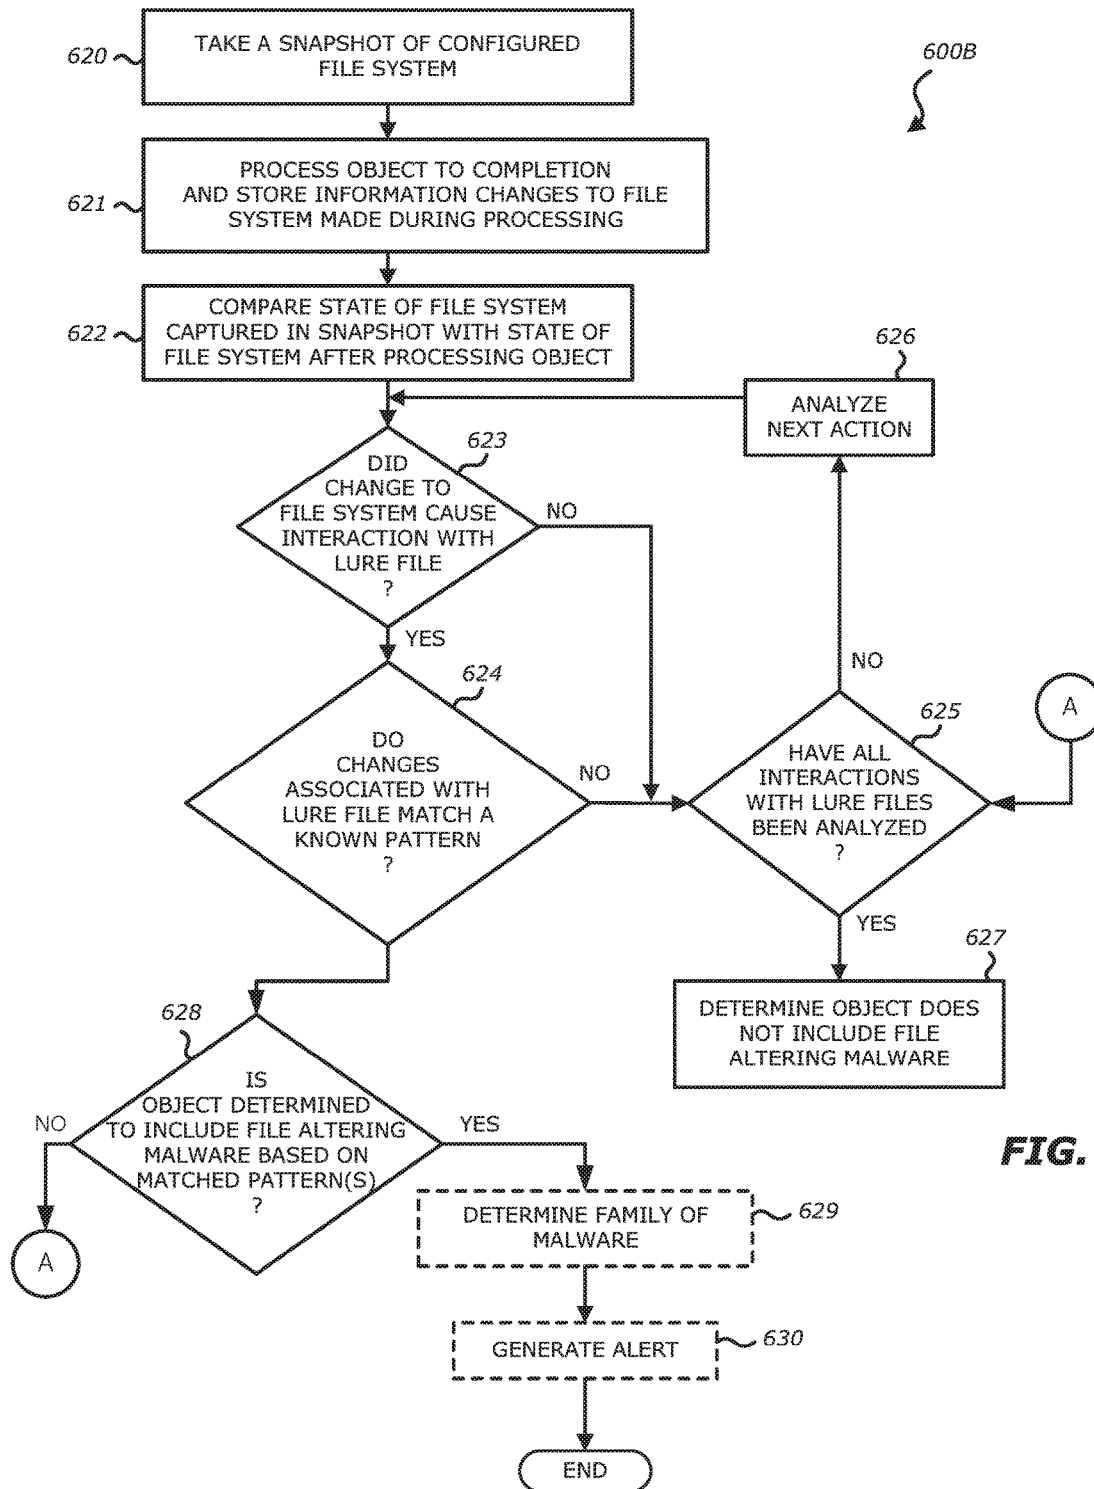 620
TAKE A SNAPSHOT OF CONFIGURED
FILE SYSTEM
600B
621
PROCESS OBJECT TO COMPLETION
AND STORE INFORMATION CHANGES TO FILE
SYSTEM MADE DURING PROCESSING
622
COMPARE STATE OF FILE SYSTEM
CAPTURED IN SNAPSHOT WITH STATE OF
FILE SYSTEM AFTER PROCESSING OBJECT
626
ANALYZE
NEXT ACTION
623
DID
CHANGE TO
FILE SYSTEM CAUSE
INTERACTION WITH
LURE FILE
?
NO
YES
624
DO
CHANGES
ASSOCIATED WITH
LURE FILE MATCH A
KNOWN PATTERN
?
NO
NO
625
HAVE ALL
INTERACTIONS
WITH LURE FILES
BEEN ANALYZED
?
A
YES
627
DETERMINE OBJECT DOES
NOT INCLUDE FILE
ALTERING MALWARE
628
IS
OBJECT DETERMINED
TO INCLUDE FILE ALTERING
MALWARE BASED ON
MATCHED PATTERN(S)
?
NO
YES
A
FIG.
629
DETERMINE FAMILY OF
MALWARE
630
GENERATE ALERT
END